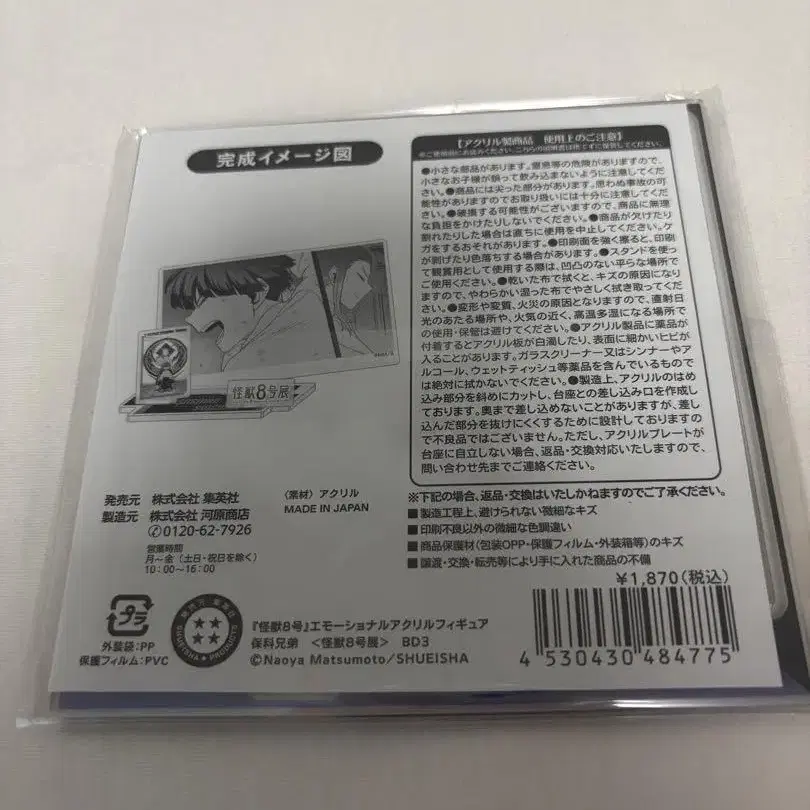 完成イメージ図
怪獣8号展
発売元 株式会社 集英社
製造元 株式会社 河原商店
0120-62-7926
営業時間
月~金(土日・祝日を除く)
10:00~16:00
〈素材〉アクリル
MADE IN JAPAN
【アクリル製商品 使用上のご注意】
●小さな部品があります。窒息等の危険がありますので、
小さなお子様が誤って飲み込まないように注意してくだ
さい。●商品には尖った部分があります。思わぬ事故の可
能性がありますのでお取り扱いには十分に注意してくださ
い。●破損する可能性がございますので、商品に無理
な負担をかけたりしないでください。●商品が欠けたり
割れたりした場合は直ちに使用を中止してください。ケ
ガをするおそれがあります。●印刷面を強く擦ると、印刷
が剥げたり色落ちする場合があります。●スタンドを使っ
て観賞用として使用する際は、凹凸のない平らな場所で
ご使用ください。●乾いた布で拭くと、キズの原因になり
ますので、やわらかい湿った布でやさしく拭き取ってくだ
さい。●変形や変質、火災の原因となりますので、直射日
光のあたる場所や、火気の近く、高温多湿になる場所で
の使用・保管は避けてください。●アクリル製品に薬品が
付着するとアクリル板が白濁したり、表面に細かいヒビが
入ることがあります。ガラスクリーナー又はシンナーやア
ルコール、ウェットティッシュ等薬品を含んでいるもので
は絶対に拭かないでください。●製造上、アクリルのはめ
込み部分を斜めにカットし、台座との差し込み口を作成し
ております。奥まで差し込めないことがありますが、差し
込んだ部分を抜けにくくするために設計しておりますの
で不良品ではございません。ただし、アクリルプレートが
台座に自立しない場合、返品・交換対応いたしますので、
問い合わせ先までご連絡ください。
※下記の場合、返品・交換はいたしかねますのでご了承ください。
■製造工程上、避けられない微細なキズ
■印刷不良以外の微細な色調違い
■商品保護材(包装OPP・保護フィルム・外装箱等)のキズ
■譲渡・交換・転売等により手に入れた商品の不備
¥1,870(税込)
プラ
外装袋:PP
保護フィルム:PVC
SHUEISHA PRODUCTS
『怪獣8号』エモーショナルアクリルフィギュア
保科兄弟 <怪獣8号展> BD3
©Naoya Matsumoto/SHUEISHA
4 530430 484775